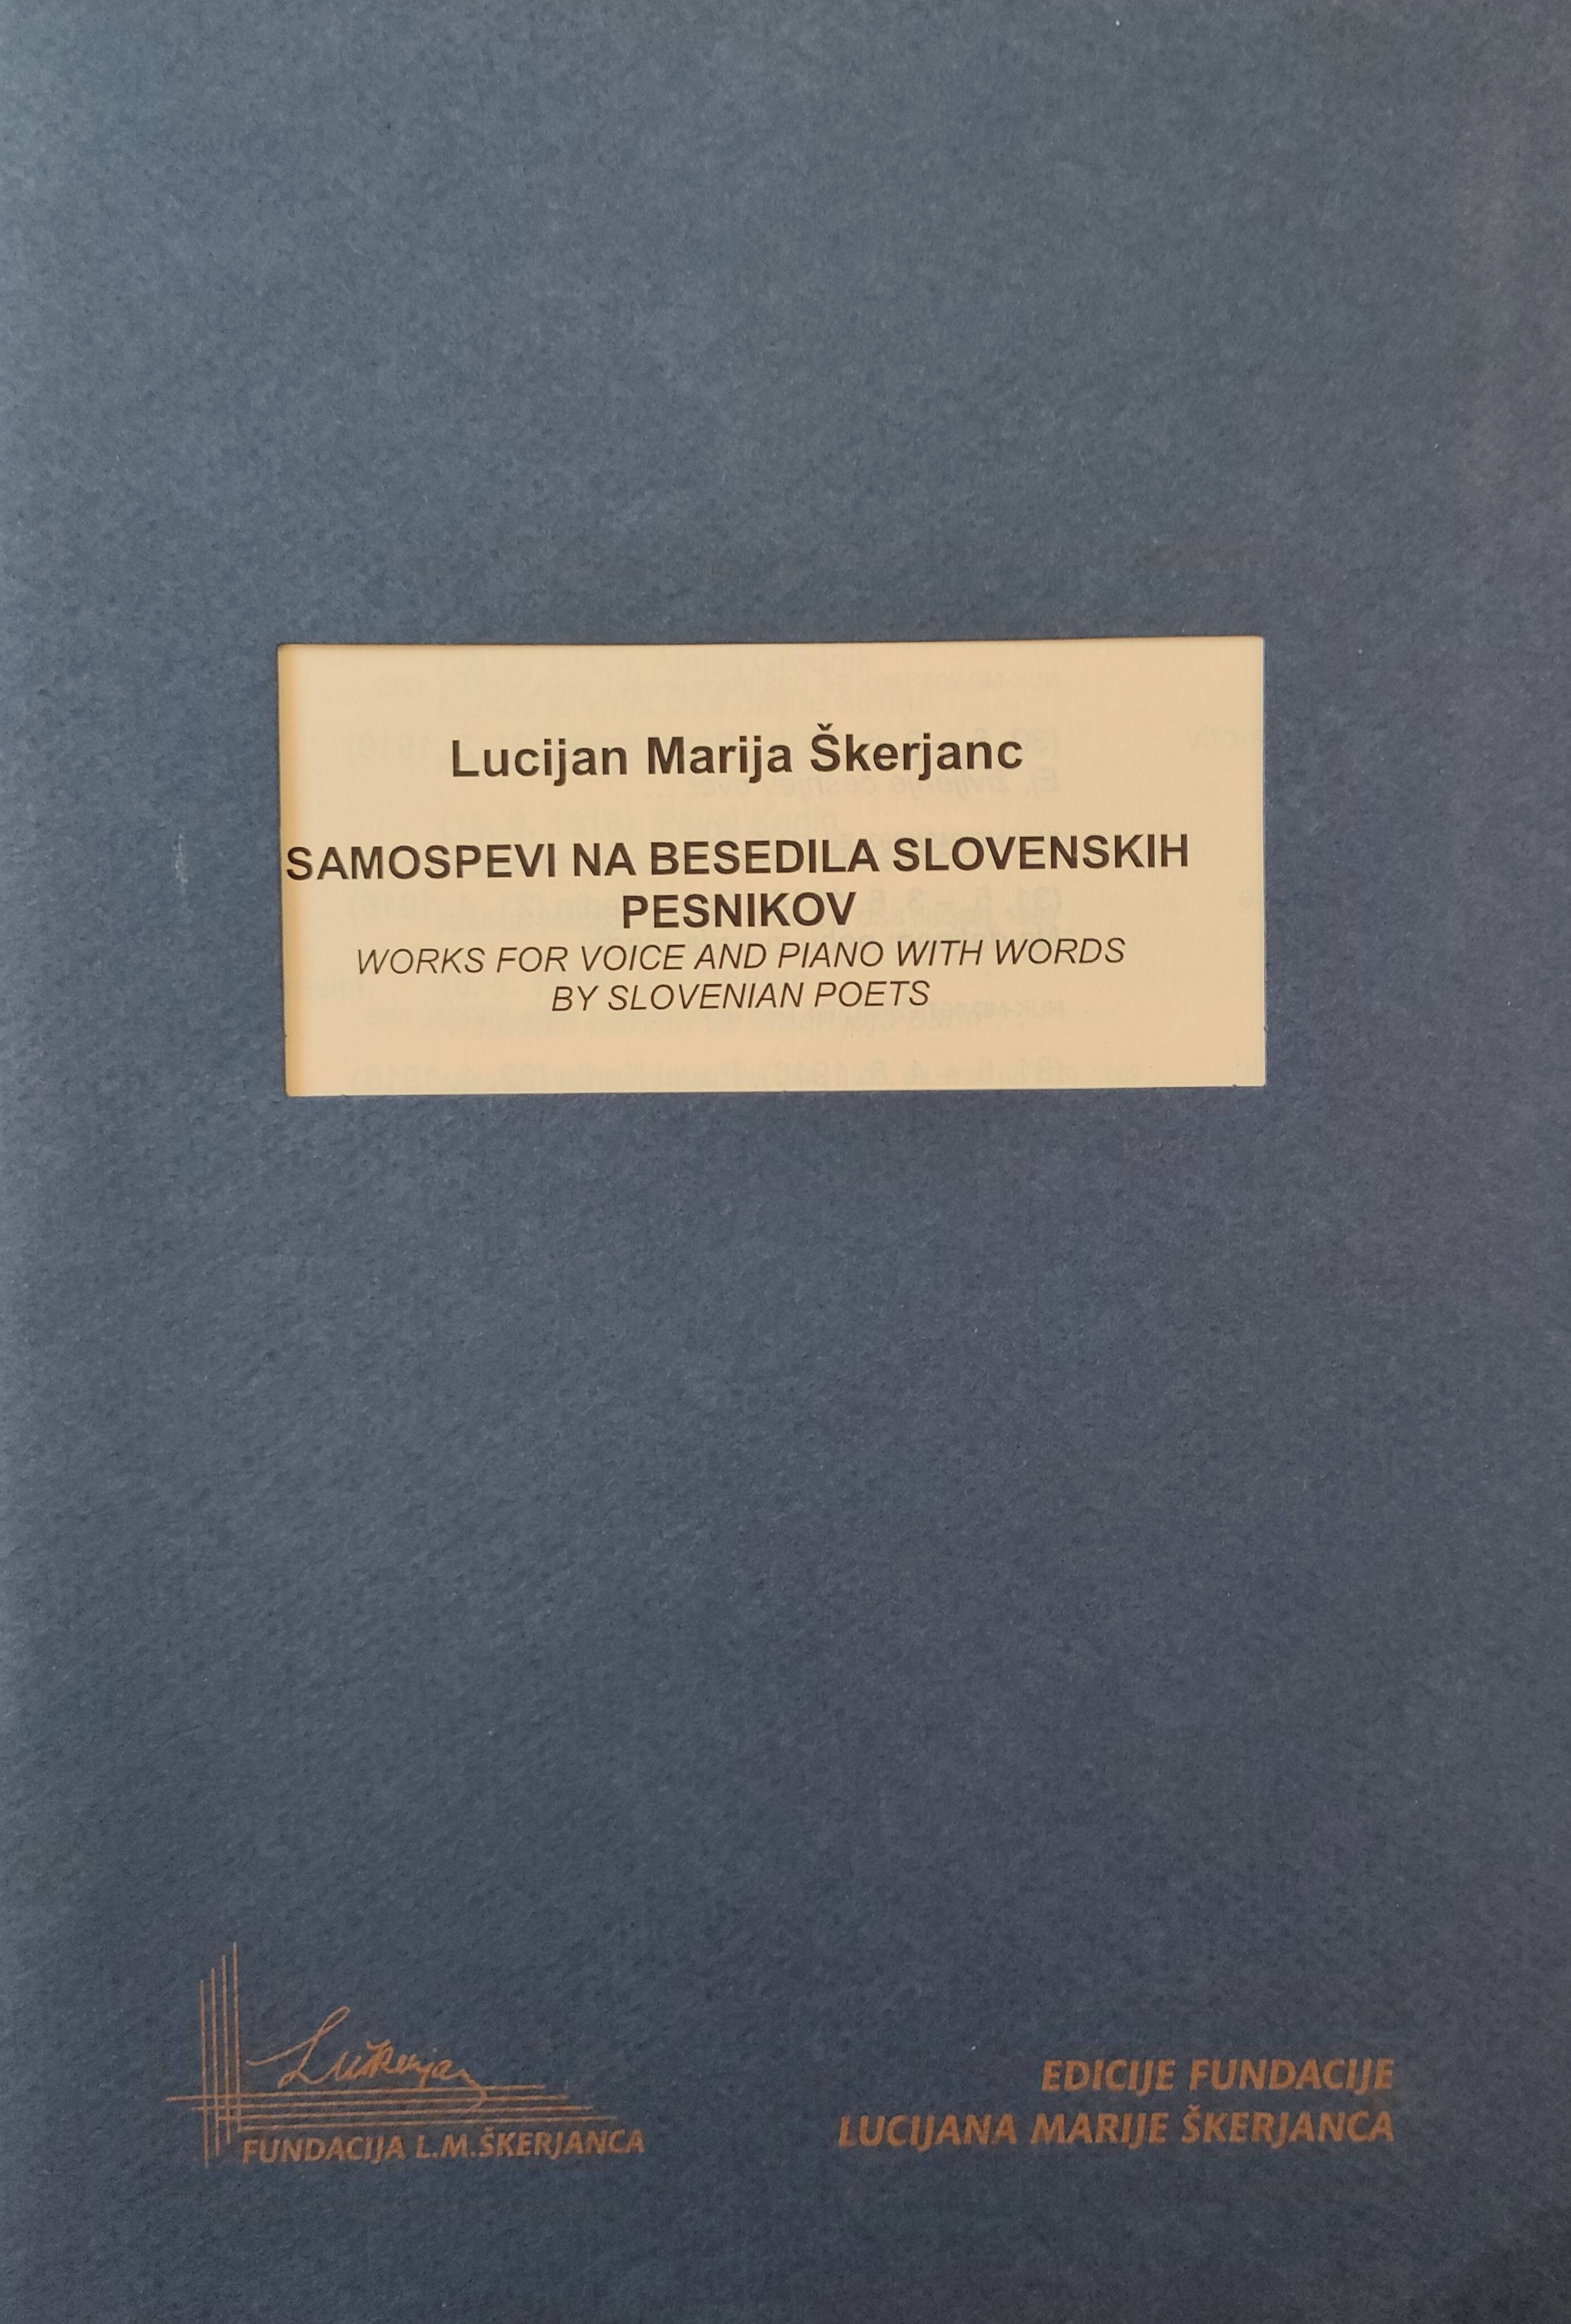 Lucijan Marija Škerjanc
SAMOSPEVI NA BESEDILA SLOVENSKIH
PESNIKOV
WORKS FOR VOICE AND PIANO WITH WORDS
BY SLOVENIAN POETS
FUNDACIJA L.M.ŠKERJANCA
EDICIJE FUNDACIJE
LUCIJANA MARIJE ŠKERJANCA